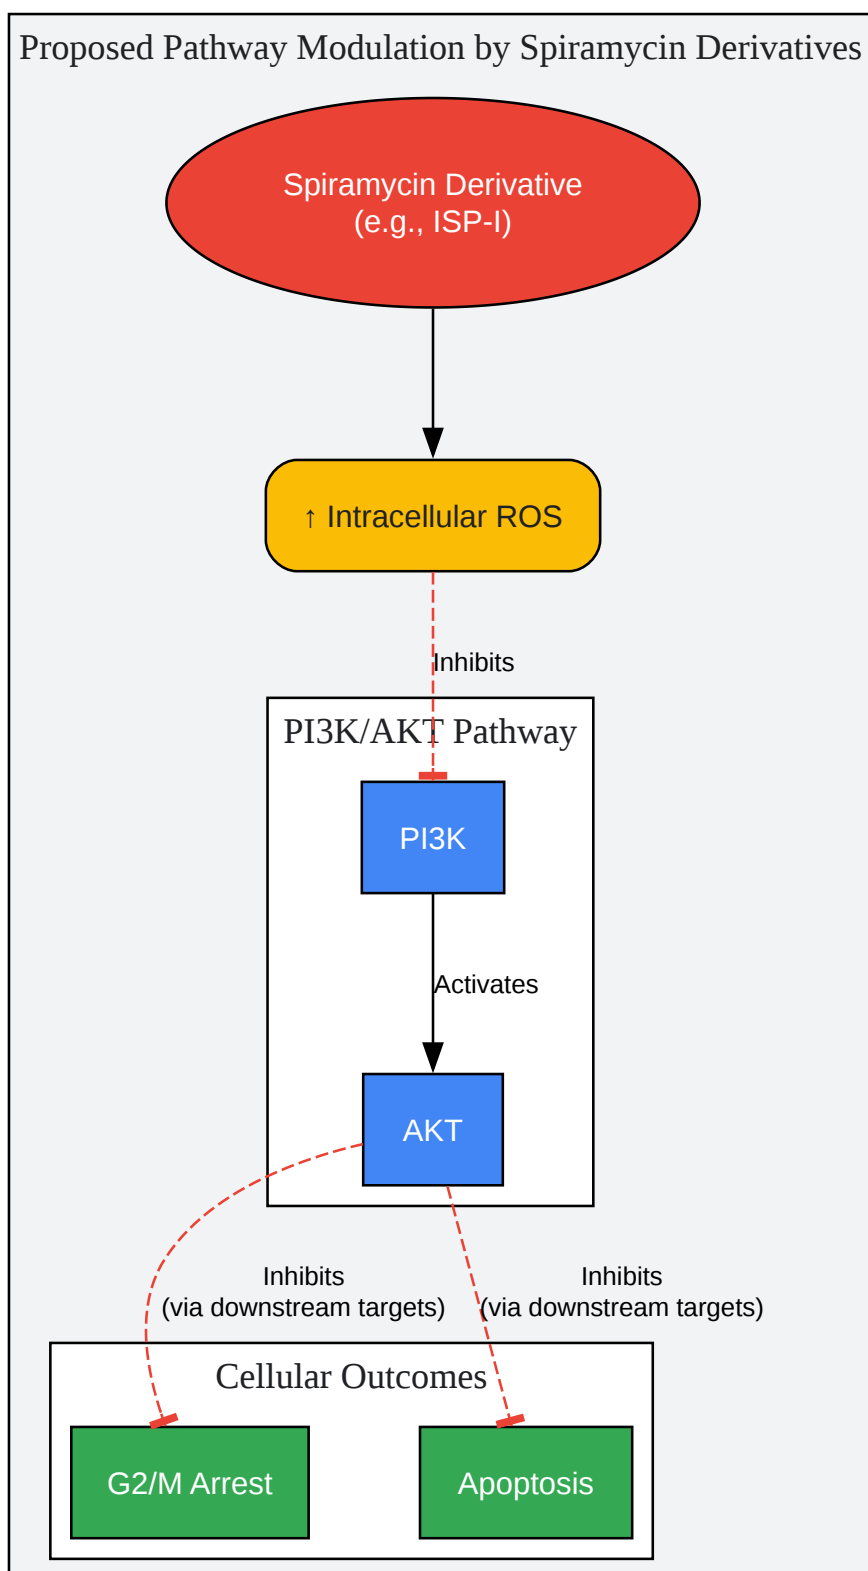 Proposed Pathway Modulation by Spiramycin Derivatives
Spiramycin Derivative
(e.g., ISP-I)
↑ Intracellular ROS
Inhibits
PI3K/AKT Pathway
PI3K
Activates
AKT
Inhibits
(via downstream targets)
Inhibits
(via downstream targets)
Cellular Outcomes
G2/M Arrest
Apoptosis